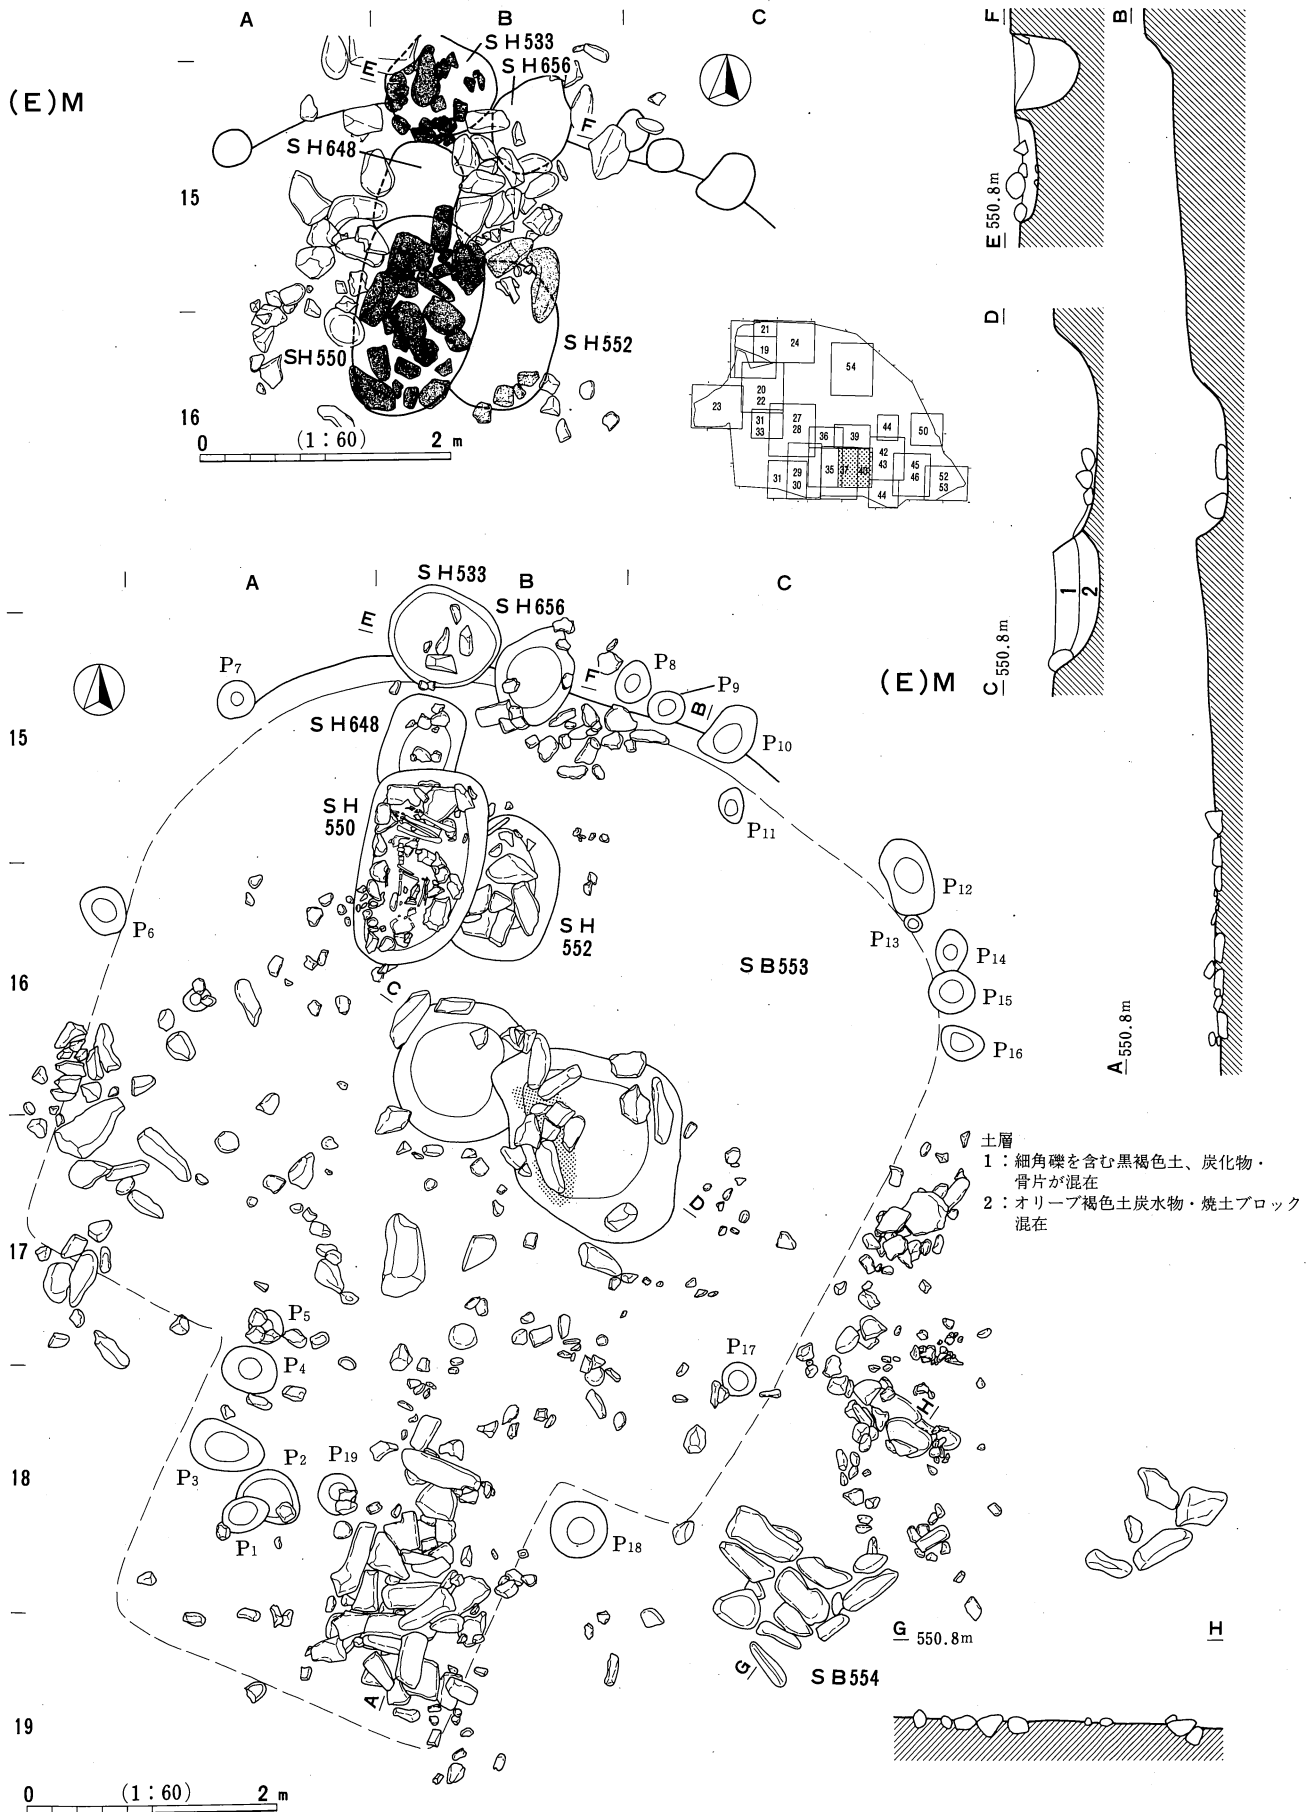 A B C
(E)M
SH533
SH656
E
F
SH648
15
SH550
SH552
16
0 (1:60) 2 m
21
19
24
54
20
22
23
31
33
27
28
36
39
44
50
42
43
35
37
40
45
46
52
53
31
29
30
44
F
E 550.8m
D
1
2
C 550.8m
B
A 550.8m
A B C
SH533
SH656
E
F
P7
P8
P9
B
P10
(E)M
SH648
15
SH
550
P11
P12
P13
P6
SH
552
SB553
P14
P15
P16
16
C
D
土層
1:細角礫を含む黒褐色土、炭化物・
骨片が混在
2:オリーブ褐色土炭水物・焼土ブロック
混在
17
P5
P4
P17
H
P3
P2
P19
P1
P18
18
G 550.8m H
G
SB554
A
19
0 (1:60) 2 m